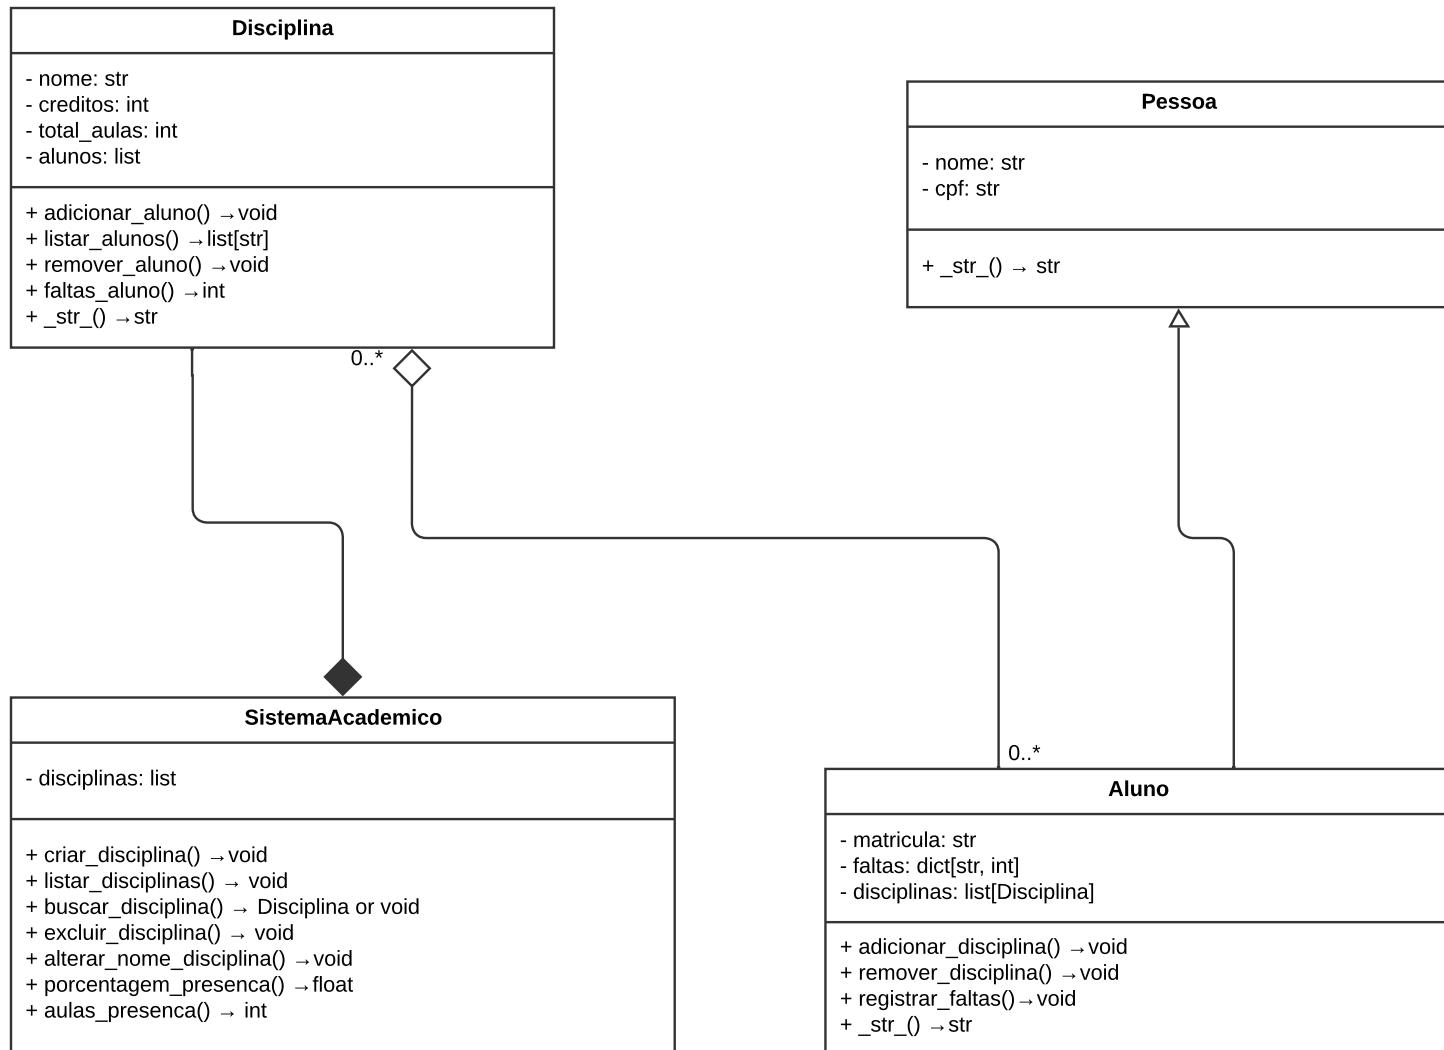 Disciplina
- nome: str
- creditos: int
- total_aulas: int
- alunos: list
+ adicionar_aluno() →void
+ listar_alunos() →list[str]
+ remover_aluno() →void
+ faltas_aluno() →int
+ _str_() →str
0..*
Pessoa
- nome: str
- cpf: str
+ _str_() → str
SistemaAcademico
- disciplinas: list
+ criar_disciplina() →void
+ listar_disciplinas() → void
+ buscar_disciplina() → Disciplina or void
+ excluir_disciplina() → void
+ alterar_nome_disciplina() →void
+ porcentagem_presenca() →float
+ aulas_presenca() → int
0..*
Aluno
- matricula: str
- faltas: dict[str, int]
- disciplinas: list[Disciplina]
+ adicionar_disciplina() →void
+ remover_disciplina() →void
+ registrar_faltas()→void
+ _str_() →str